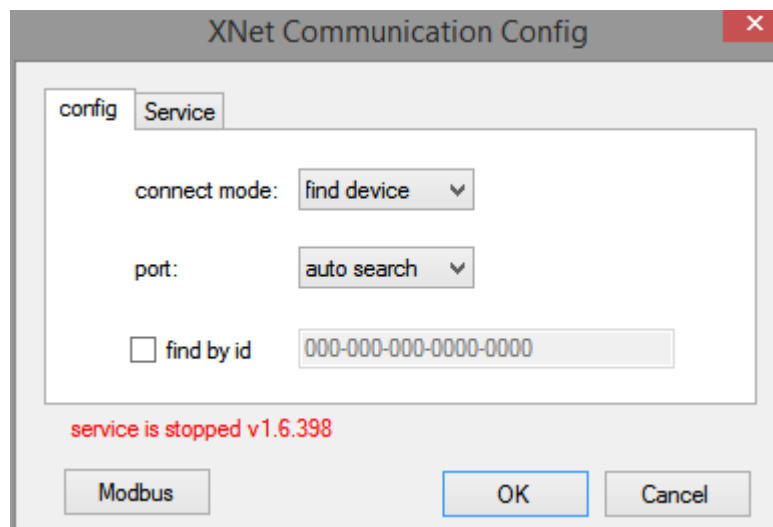 XNet Communication Config
config Service
connect mode: find device
port: auto search
find by id 000-000-000-0000-0000
service is stopped v1.6.398
Modbus OK Cancel